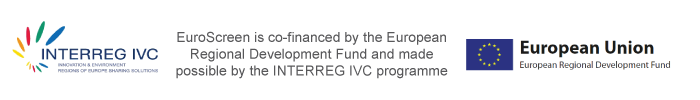 INTERREG IVC
INNOVATION & ENVIRONMENT
REGIONS OF EUROPE SHARING SOLUTIONS
EuroScreen is co-financed by the European
Regional Development Fund and made
possible by the INTERREG IVC programme
European Union
European Regional Development Fund